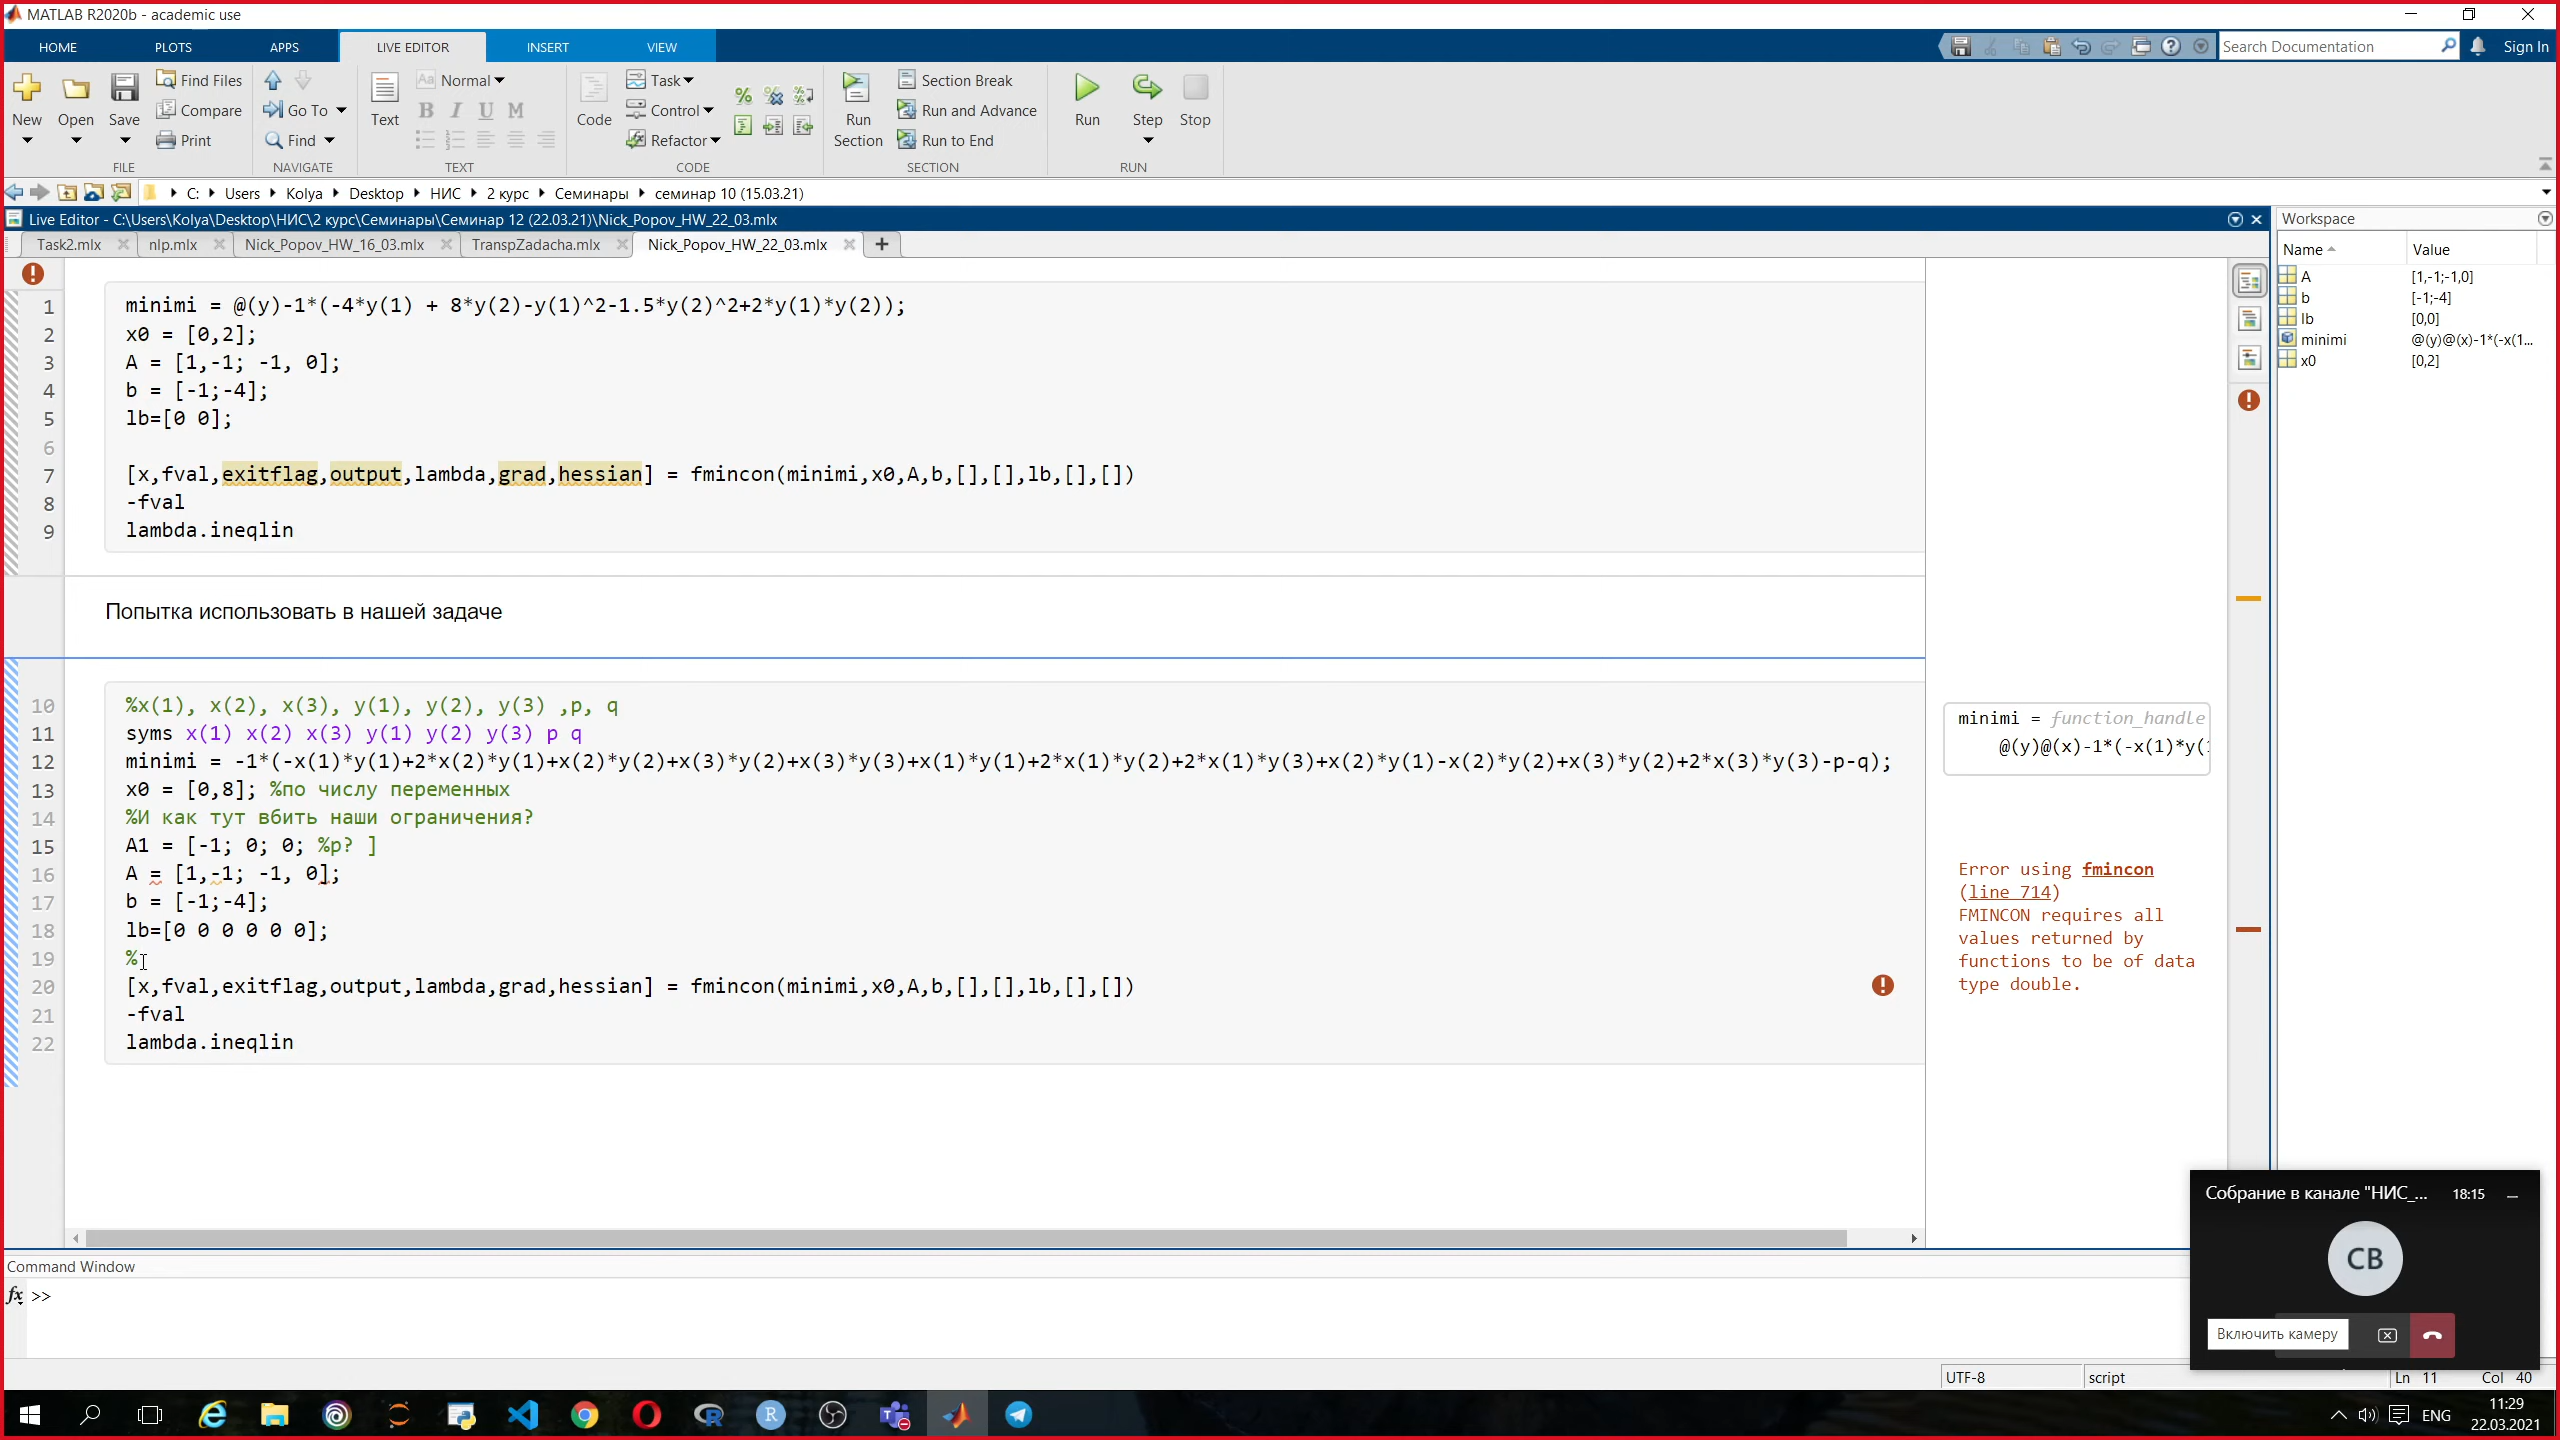 MATLAB R2020b - academic use
HOME PLOTS APPS LIVE EDITOR INSERT VIEW
Search Documentation Sign In
New Open Save Find Files Compare Print
FILE
Go To Find
NAVIGATE
Text Aa Normal B I U M
TEXT
Code Task Control Refactor
CODE
Run Section Section Break Run and Advance Run to End
SECTION
Run Step Stop
RUN
C: Users Kolya Desktop НИС 2 курс Семинары семинар 10 (15.03.21)
Live Editor - C:\Users\Kolya\Desktop\НИС\2 курс\Семинары\Семинар 12 (22.03.21)\Nick_Popov_HW_22_03.mlx
Task2.mlx nlp.mlx Nick_Popov_HW_16_03.mlx TranspZadacha.mlx Nick_Popov_HW_22_03.mlx
1 minimi = @(y)-1*(-4*y(1) + 8*y(2)-y(1)^2-1.5*y(2)^2+2*y(1)*y(2));
2 x0 = [0,2];
3 A = [1,-1; -1, 0];
4 b = [-1;-4];
5 lb=[0 0];
6
7 [x,fval,exitflag,output,lambda,grad,hessian] = fmincon(minimi,x0,A,b,[],[],lb,[],[])
8 -fval
9 lambda.ineqlin
Попытка использовать в нашей задаче
10 %x(1), x(2), x(3), y(1), y(2), y(3) ,p, q
11 syms x(1) x(2) x(3) y(1) y(2) y(3) p q
12 minimi = -1*(-x(1)*y(1)+2*x(2)*y(1)+x(2)*y(2)+x(3)*y(2)+x(3)*y(3)+x(1)*y(1)+2*x(1)*y(2)+2*x(1)*y(3)+x(2)*y(1)-x(2)*y(2)+x(3)*y(2)+2*x(3)*y(3)-p-q);
13 x0 = [0,8]; %по числу переменных
14 %И как тут вбить наши ограничения?
15 A1 = [-1; 0; 0; %p? ]
16 A = [1,-1; -1, 0];
17 b = [-1;-4];
18 lb=[0 0 0 0 0 0];
19 %
20 [x,fval,exitflag,output,lambda,grad,hessian] = fmincon(minimi,x0,A,b,[],[],lb,[],[])
21 -fval
22 lambda.ineqlin
minimi = function_handle
@(y)@(x)-1*(-x(1)*y(
Error using fmincon
(line 714)
FMINCON requires all
values returned by
functions to be of data
type double.
Workspace
Name Value
A [1,-1;-1,0]
b [-1;-4]
lb [0,0]
minimi @(y)@(x)-1*(-x(1...
x0 [0,2]
Command Window
fx >>
Собрание в канале "НИС_... 18:15
СВ
Включить камеру
UTF-8 script Ln 11 Col 40
ENG
11:29
22.03.2021